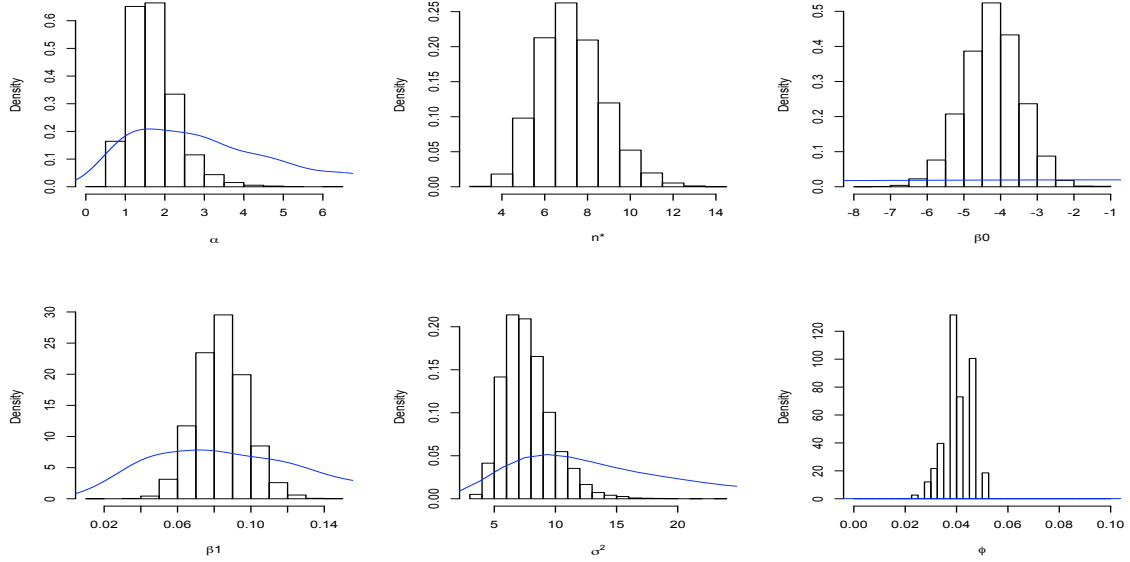 Density
0.0 0.1 0.2 0.3 0.4 0.5 0.6
0 1 2 3 4 5 6
α
Density
0.00 0.05 0.10 0.15 0.20 0.25
4 6 8 10 12 14
n*
Density
0.0 0.1 0.2 0.3 0.4 0.5
-8 -7 -6 -5 -4 -3 -2 -1
β0
Density
0 5 10 15 20 25 30
0.02 0.06 0.10 0.14
β1
Density
0.00 0.05 0.10 0.15 0.20
5 10 15 20
σ²
Density
0 20 40 60 80 100 120
0.00 0.02 0.04 0.06 0.08 0.10
ϕ